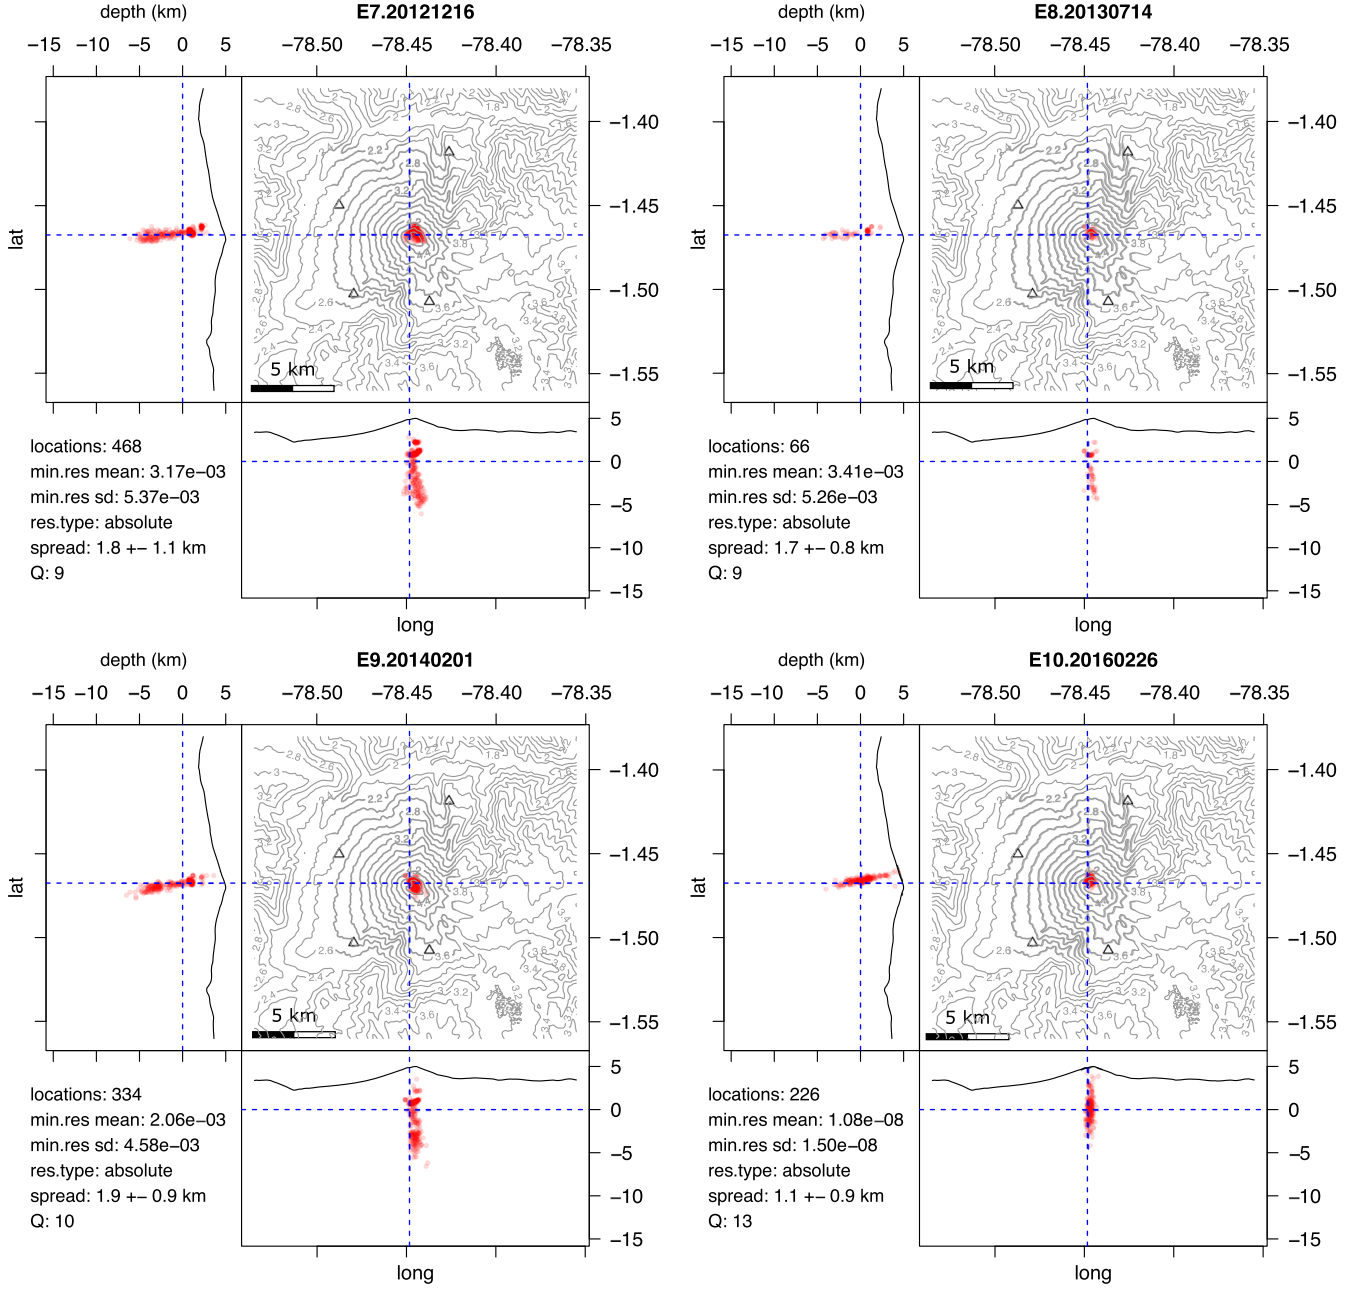 depth (km) E7.20121216
−15 −10 −5 0 5 −78.50 −78.45 −78.40 −78.35
−1.40
−1.45
lat
−1.50
5 km
−1.55
5
locations: 468
0
min.res mean: 3.17e−03
min.res sd: 5.37e−03
−5
res.type: absolute
spread: 1.8 +− 1.1 km
−10
Q: 9
−15
long
depth (km) E8.20130714
−15 −10 −5 0 5 −78.50 −78.45 −78.40 −78.35
−1.40
−1.45
lat
−1.50
5 km
−1.55
5
locations: 66
0
min.res mean: 3.41e−03
min.res sd: 5.26e−03
−5
res.type: absolute
spread: 1.7 +− 0.8 km
−10
Q: 9
−15
long
depth (km) E9.20140201
−15 −10 −5 0 5 −78.50 −78.45 −78.40 −78.35
−1.40
−1.45
lat
−1.50
5 km
−1.55
5
locations: 334
0
min.res mean: 2.06e−03
min.res sd: 4.58e−03
−5
res.type: absolute
spread: 1.9 +− 0.9 km
−10
Q: 10
−15
long
depth (km) E10.20160226
−15 −10 −5 0 5 −78.50 −78.45 −78.40 −78.35
−1.40
−1.45
lat
−1.50
5 km
−1.55
5
locations: 226
0
min.res mean: 1.08e−08
min.res sd: 1.50e−08
−5
res.type: absolute
spread: 1.1 +− 0.9 km
−10
Q: 13
−15
long